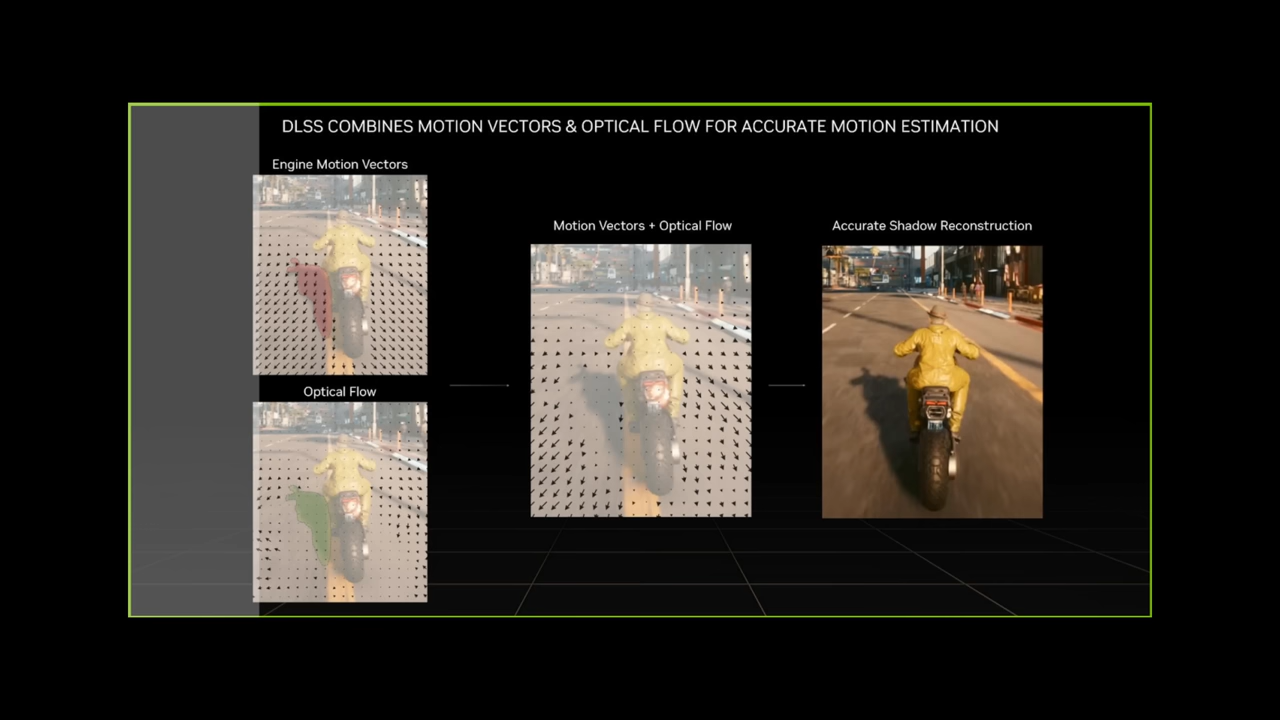 DLSS COMBINES MOTION VECTORS & OPTICAL FLOW FOR ACCURATE MOTION ESTIMATION
Engine Motion Vectors
Optical Flow
Motion Vectors + Optical Flow
Accurate Shadow Reconstruction